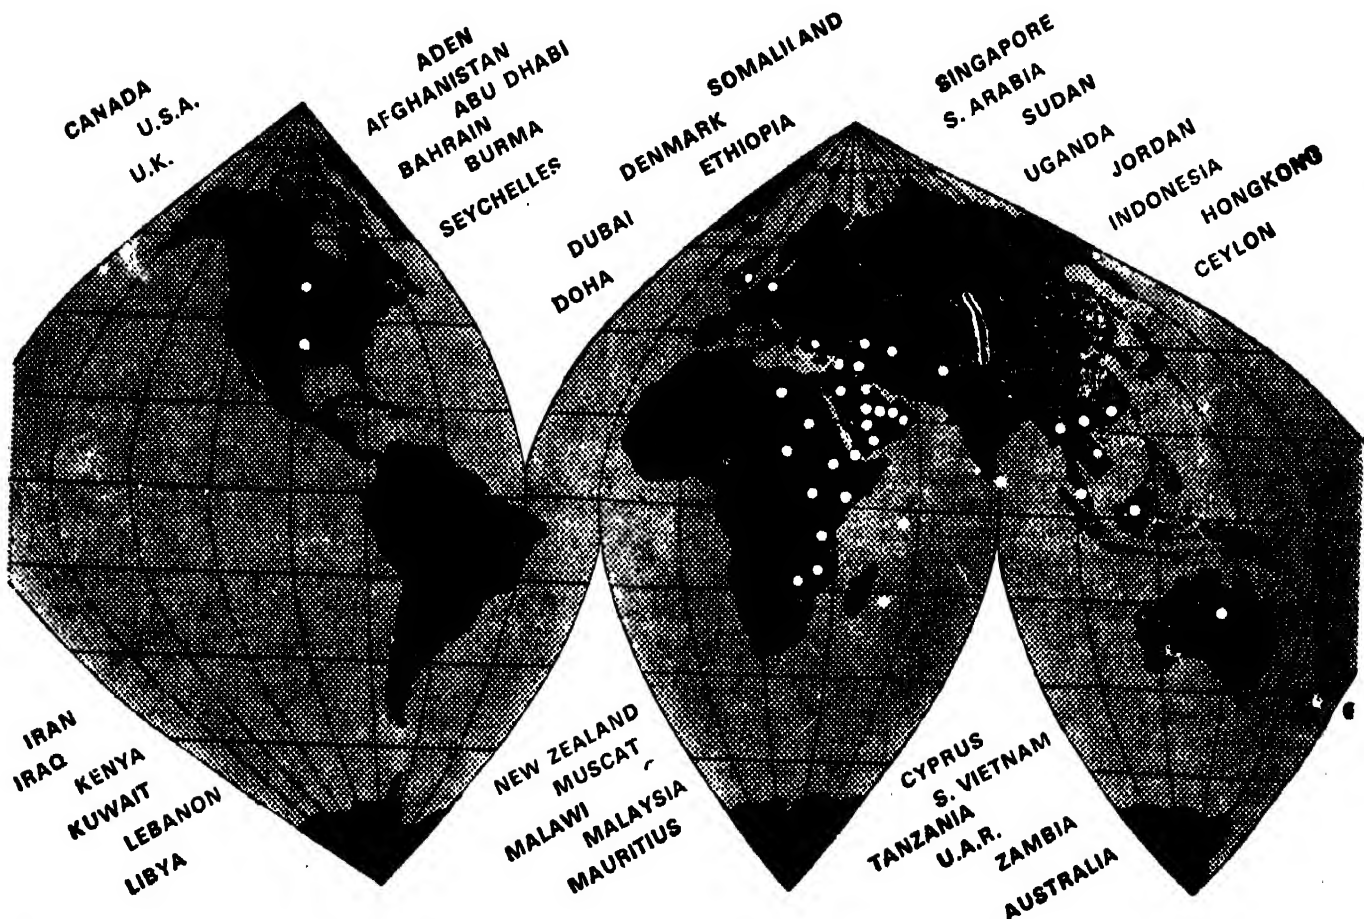 CANADA
U.S.A.
U.K.
ADEN
AFGHANISTAN
ABU DHABI
BAHRAIN
BURMA
SEYCHELLES
SOMALILAND
DENMARK
ETHIOPIA
DUBAI
DOHA
SINGAPORE
S. ARABIA
SUDAN
UGANDA
JORDAN
INDONESIA
HONGKONG
CEYLON
IRAN
IRAQ
KENYA
KUWAIT
LEBANON
LIBYA
NEW ZEALAND
MUSCAT
MALAWI
MALAYSIA
MAURITIUS
CYPRUS
S. VIETNAM
TANZANIA
U.A.R.
ZAMBIA
AUSTRALIA